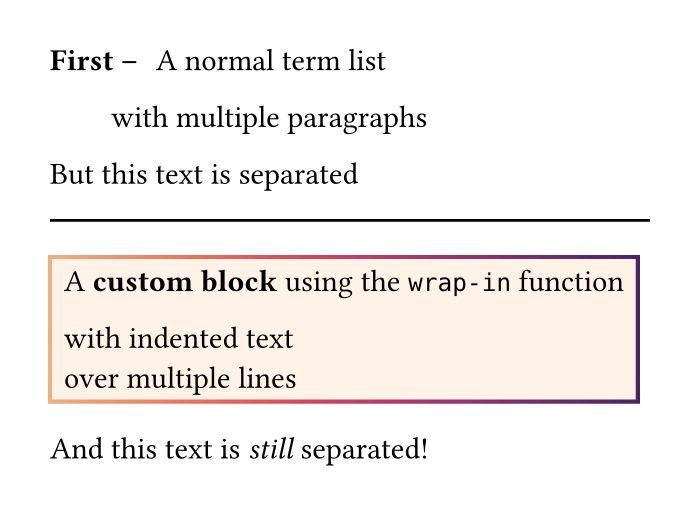 First – A normal term list
with multiple paragraphs
But this text is separated
A custom block using the wrap-in function
with indented text
over multiple lines
And this text is still separated!